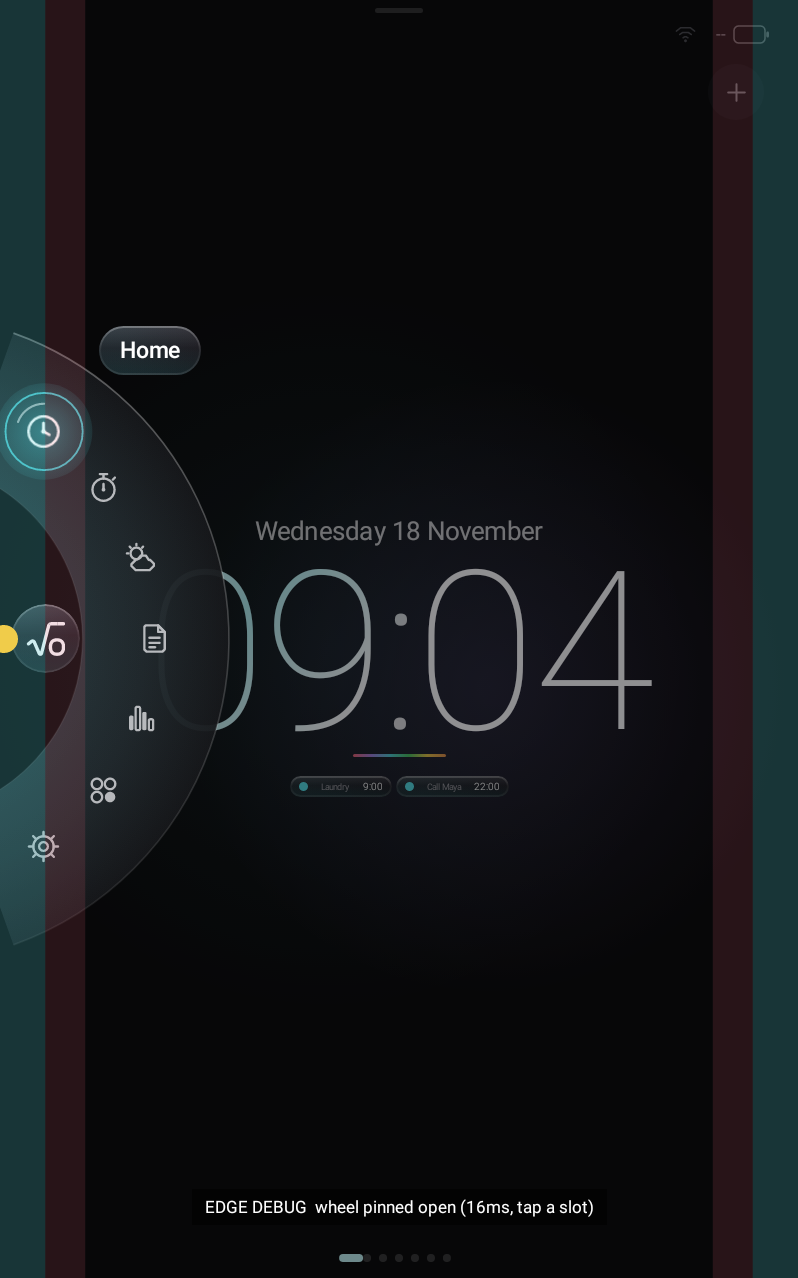 --
Home
Wednesday 18 November
09:04
Laundry 9:00 Call Maya 22:00
EDGE DEBUG wheel pinned open (16ms, tap a slot)